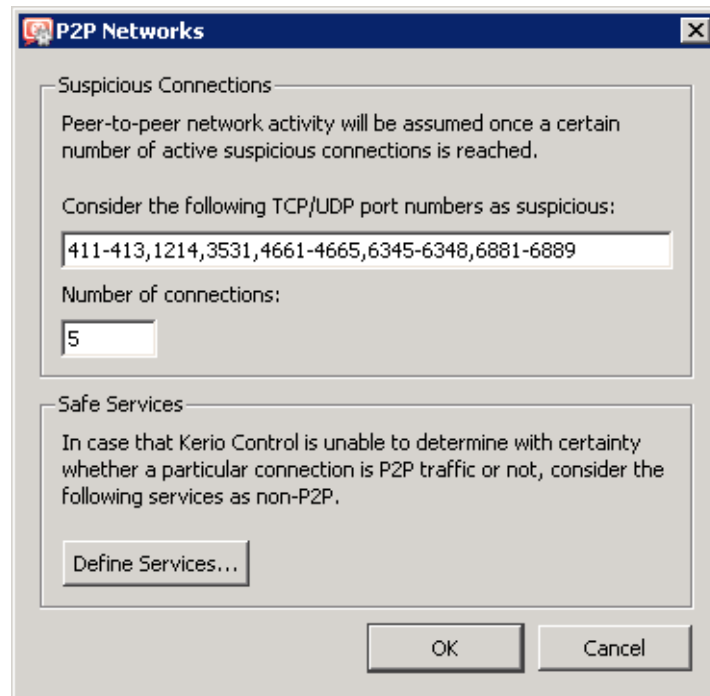 P2P Networks
Suspicious Connections
Peer-to-peer network activity will be assumed once a certain
number of active suspicious connections is reached.
Consider the following TCP/UDP port numbers as suspicious:
411-413,1214,3531,4661-4665,6345-6348,6881-6889
Number of connections:
5
Safe Services
In case that Kerio Control is unable to determine with certainty
whether a particular connection is P2P traffic or not, consider the
following services as non-P2P.
Define Services...
OK
Cancel